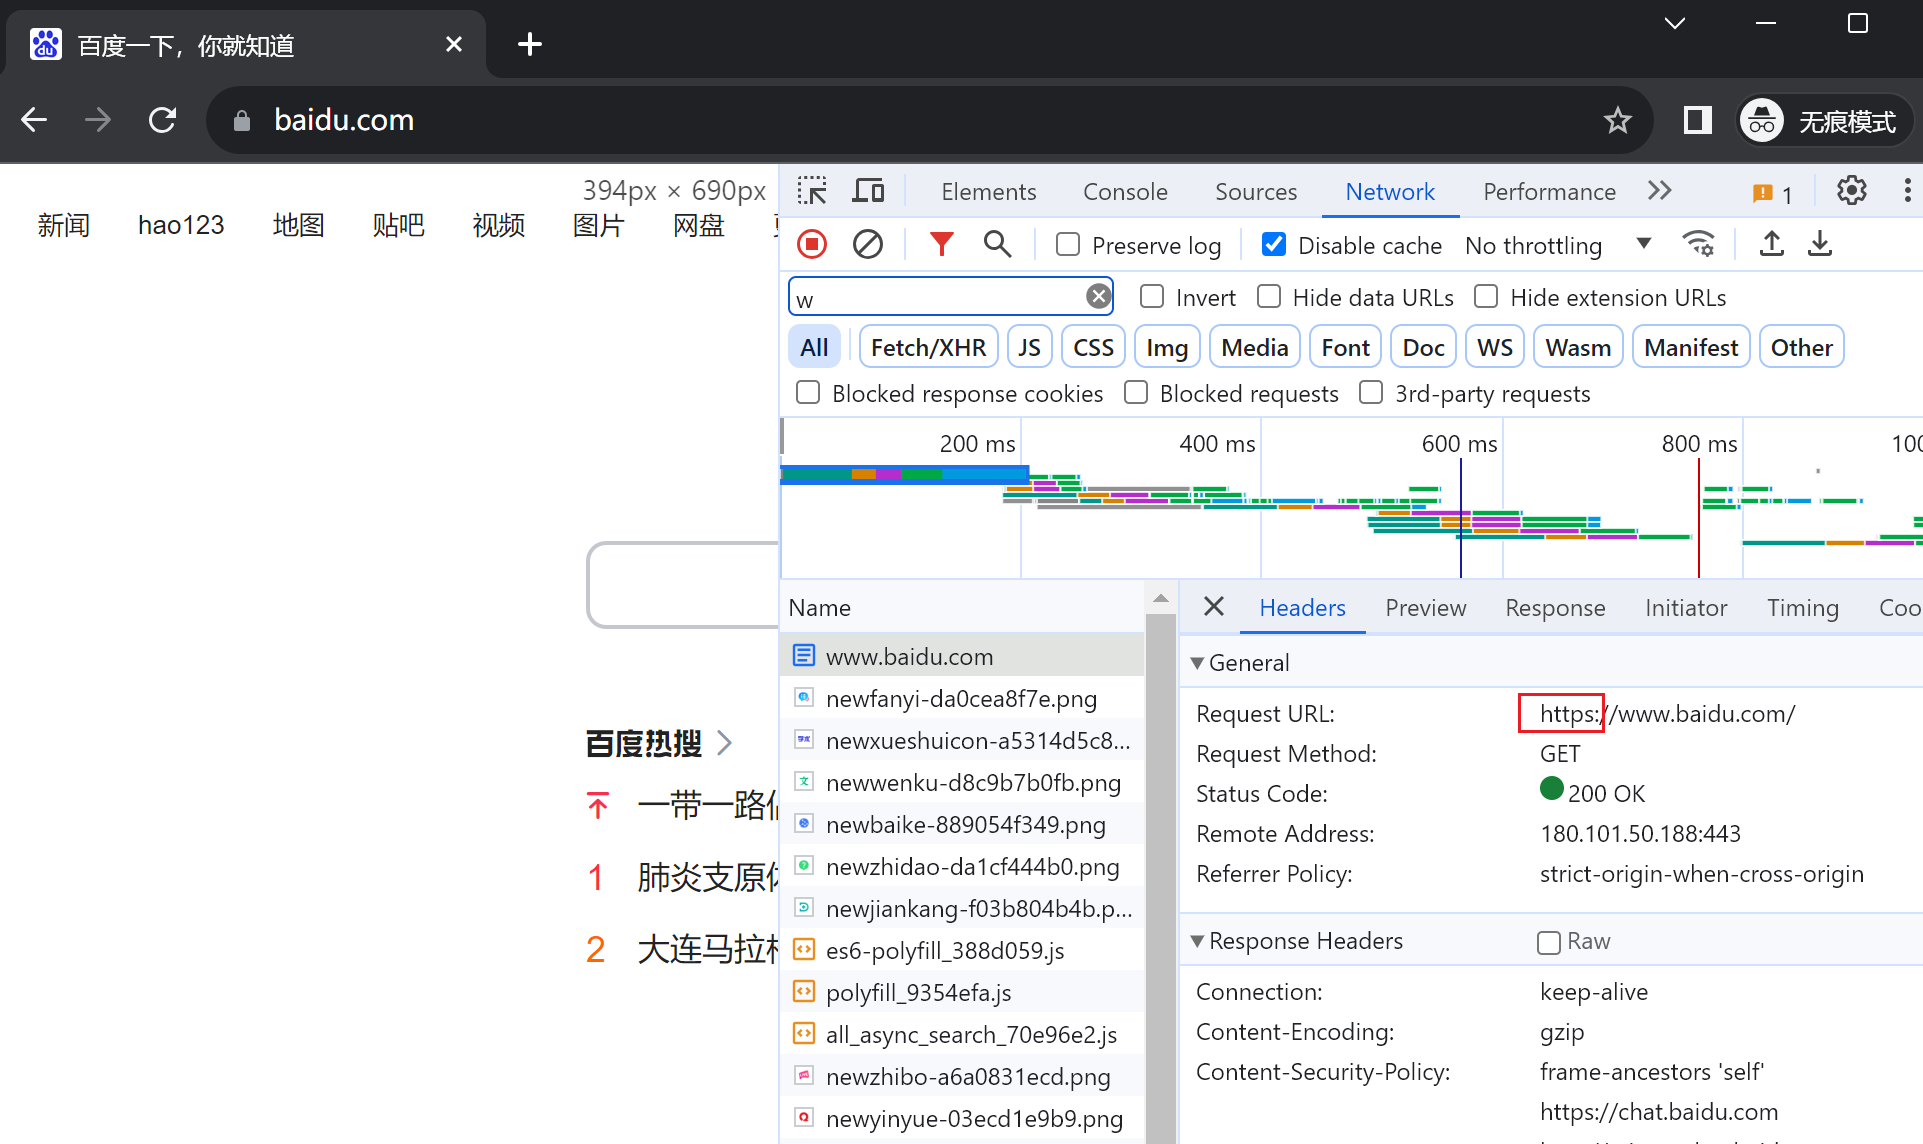 百度一下，你就知道
baidu.com
无痕模式
394px × 690px
新闻 hao123 地图 贴吧 视频 图片 网盘
Elements Console Sources Network Performance 1
Preserve log Disable cache No throttling
w
Invert Hide data URLs Hide extension URLs
All Fetch/XHR JS CSS Img Media Font Doc WS Wasm Manifest Other
Blocked response cookies Blocked requests 3rd-party requests
200 ms 400 ms 600 ms 800 ms 100
百度热搜
一带一路
1 肺炎支原
2 大连马拉
Name
www.baidu.com
newfanyi-da0cea8f7e.png
newxueshuicon-a5314d5c8...
newwenku-d8c9b7b0fb.png
newbaike-889054f349.png
newzhidao-da1cf444b0.png
newjiankang-f03b804b4b.p...
es6-polyfill_388d059.js
polyfill_9354efa.js
all_async_search_70e96e2.js
newzhibo-a6a0831ecd.png
newyinyue-03ecd1e9b9.png
Headers Preview Response Initiator Timing Coo
General
Request URL: https://www.baidu.com/
Request Method: GET
Status Code: 200 OK
Remote Address: 180.101.50.188:443
Referrer Policy: strict-origin-when-cross-origin
Response Headers Raw
Connection: keep-alive
Content-Encoding: gzip
Content-Security-Policy: frame-ancestors 'self'
https://chat.baidu.com